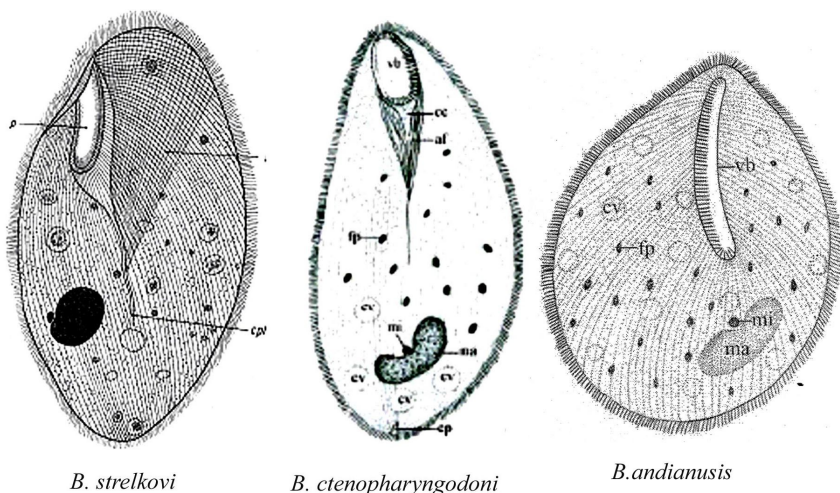 p
cph
B. strelkovi
vb
cc
af
fp
cv
mi
ma
cv
cv
cv
cp
B. ctenopharyngodoni
vb
cv
fp
mi
ma
B.andianusis